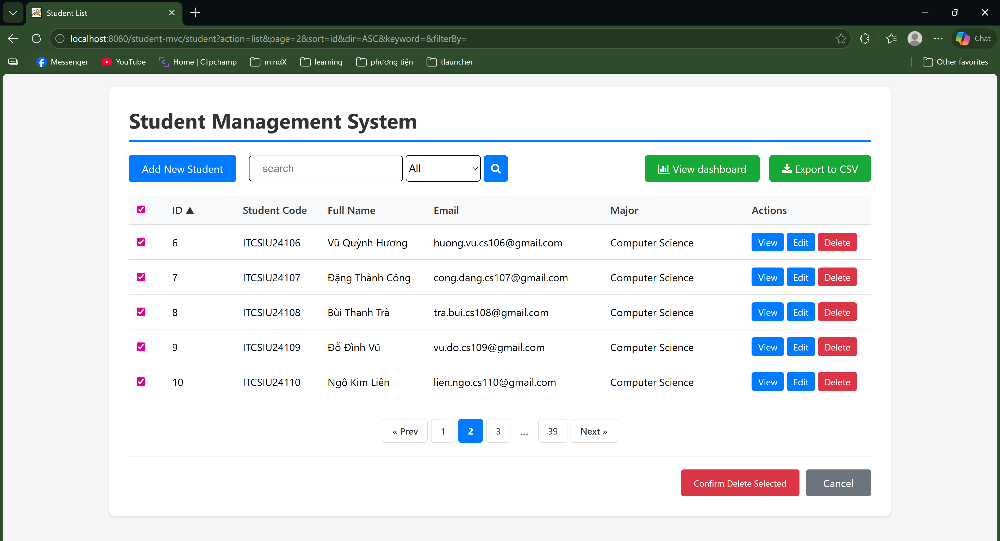 Student List
localhost:8080/student-mvc/student?action=list&page=2&sort=id&dir=ASC&keyword=&filterBy=
Chat
Messenger YouTube Home | Clipchamp mindX learning phương tiện tlauncher Other favorites
Student Management System
Add New Student search All View dashboard Export to CSV
ID ▲ Student Code Full Name Email Major Actions
6 ITCSIU24106 Vũ Quỳnh Hương huong.vu.cs106@gmail.com Computer Science View Edit Delete
7 ITCSIU24107 Đặng Thành Công cong.dang.cs107@gmail.com Computer Science View Edit Delete
8 ITCSIU24108 Bùi Thanh Trà tra.bui.cs108@gmail.com Computer Science View Edit Delete
9 ITCSIU24109 Đỗ Đình Vũ vu.do.cs109@gmail.com Computer Science View Edit Delete
10 ITCSIU24110 Ngô Kim Liên lien.ngo.cs110@gmail.com Computer Science View Edit Delete
« Prev 1 2 3 ... 39 Next »
Confirm Delete Selected Cancel